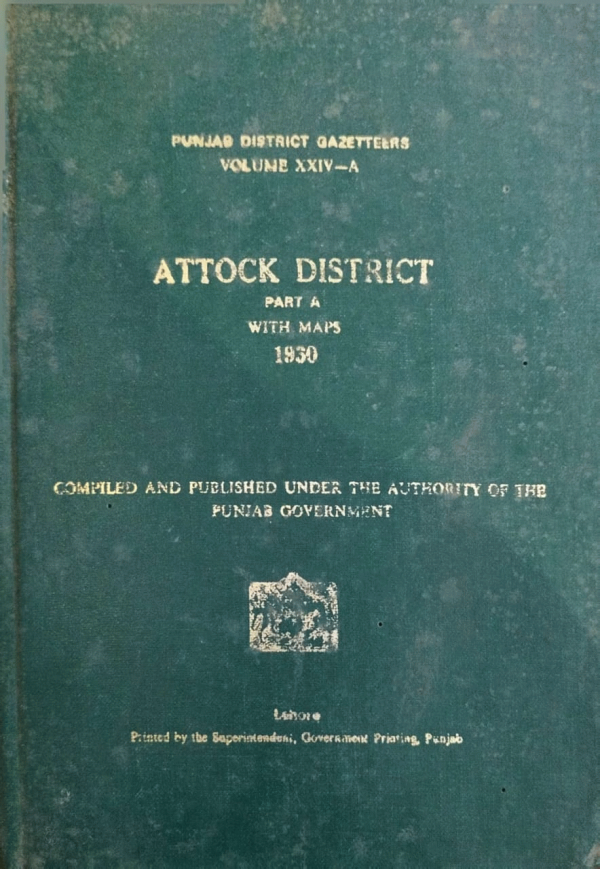 PUNJAB DISTRICT GAZETTEERS
VOLUME XXIV—A
ATTOCK DISTRICT
PART A
WITH MAPS
1930
COMPILED AND PUBLISHED UNDER THE AUTHORITY OF THE
PUNJAB GOVERNMENT
Lahore
Printed by the Superintendent, Government Printing, Punjab